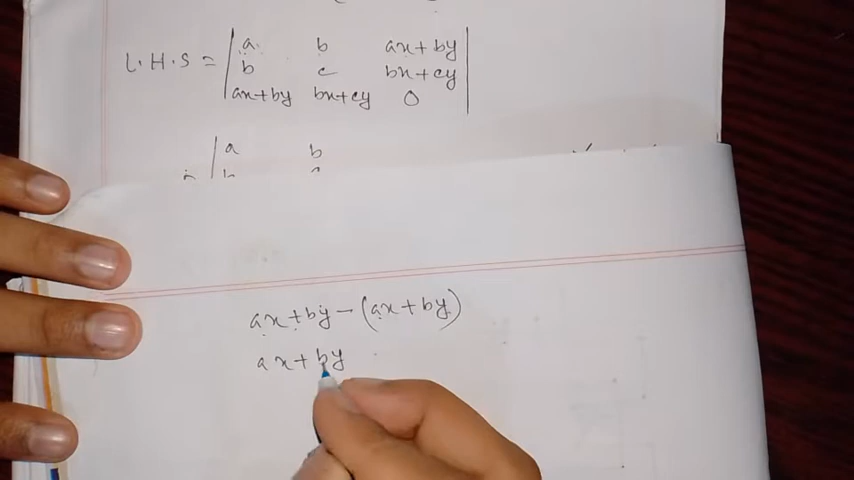 L.H.S = | a b ax+by |
b c bx+cy
ax+by bx+cy 0
= | a b
b c
ax+by-(ax+by)
ax+by